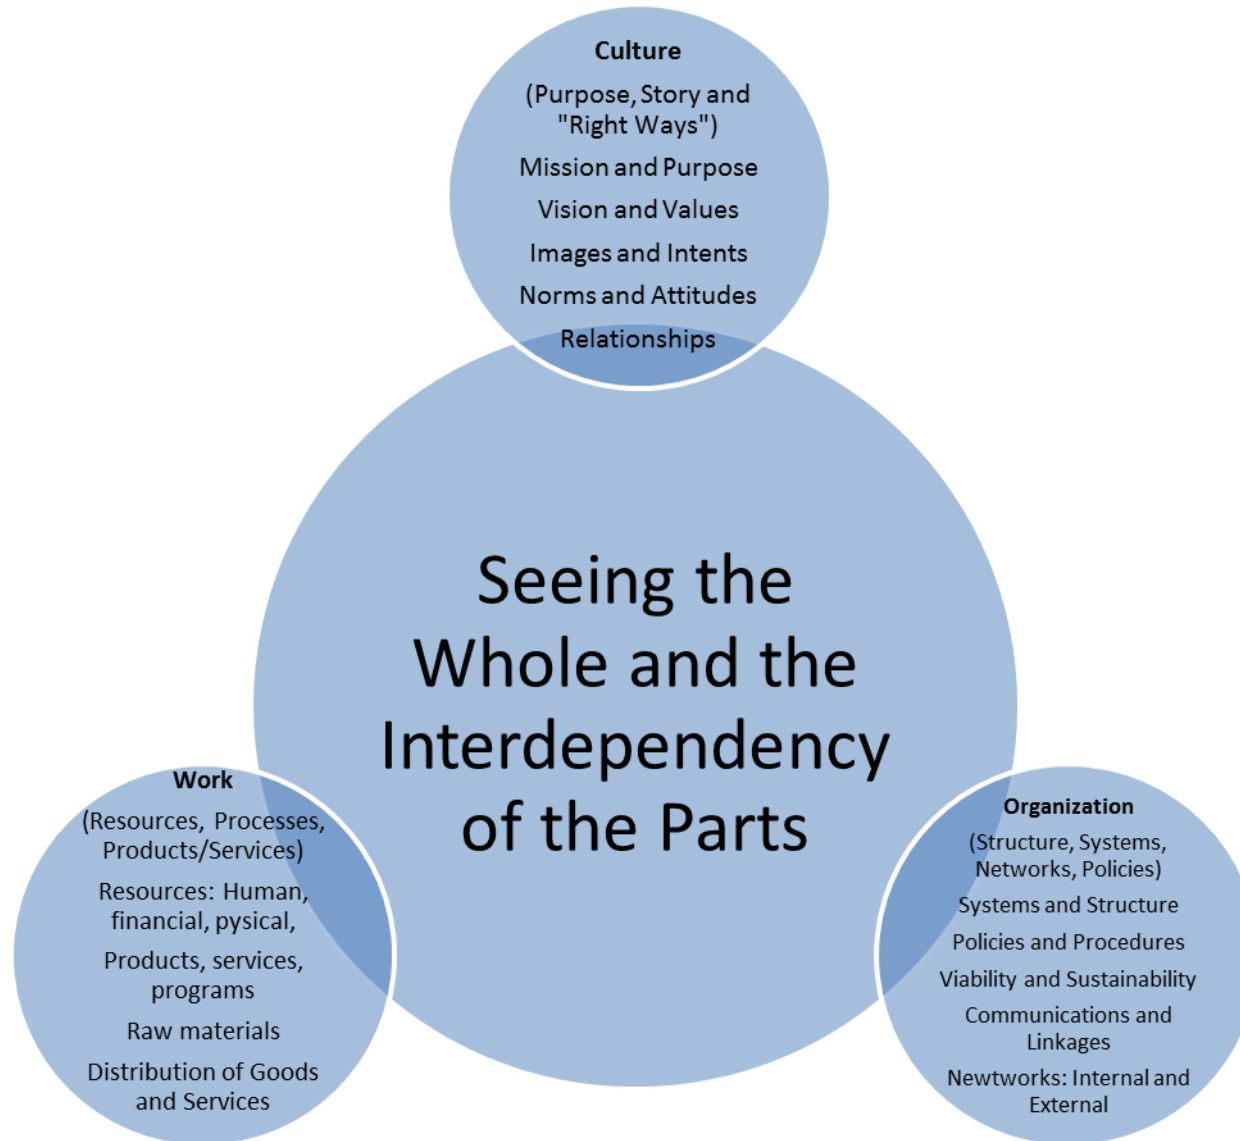 Culture
(Purpose, Story and
"Right Ways")
Mission and Purpose
Vision and Values
Images and Intents
Norms and Attitudes
Relationships
Seeing the
Whole and the
Interdependency
of the Parts
Work
(Resources, Processes,
Products/Services)
Resources: Human,
financial, pysical,
Products, services,
programs
Raw materials
Distribution of Goods
and Services
Organization
(Structure, Systems,
Networks, Policies)
Systems and Structure
Policies and Procedures
Viability and Sustainability
Communications and
Linkages
Newtworks: Internal and
External